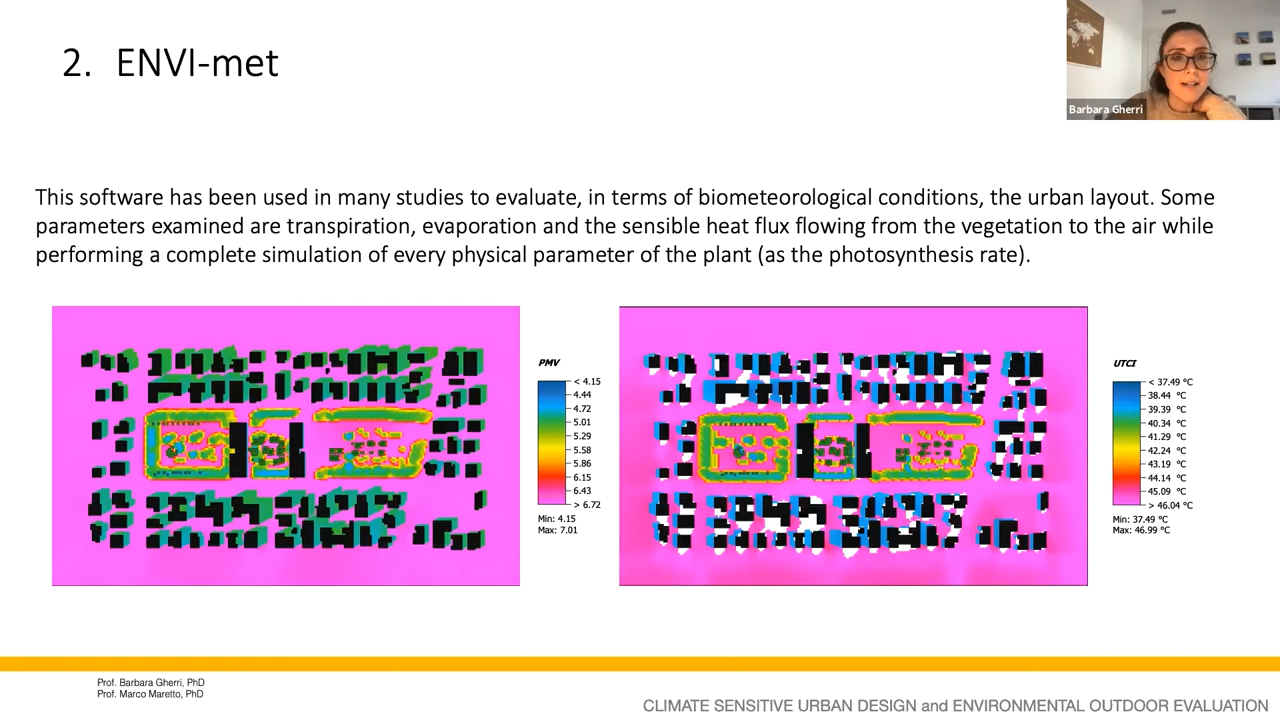 2. ENVI-met
Barbara Gherri
This software has been used in many studies to evaluate, in terms of biometeorological conditions, the urban layout. Some
parameters examined are transpiration, evaporation and the sensible heat flux flowing from the vegetation to the air while
performing a complete simulation of every physical parameter of the plant (as the photosynthesis rate).
PMV
< 4.15
4.44
4.72
5.01
5.29
5.58
5.86
6.15
6.43
> 6.72
Min: 4.15
Max: 7.01
UTCI
< 37.49 °C
38.44 °C
39.39 °C
40.34 °C
41.29 °C
42.24 °C
43.19 °C
44.14 °C
45.09 °C
> 46.04 °C
Min: 37.49 °C
Max: 46.99 °C
Prof. Barbara Gherri, PhD
Prof. Marco Maretto, PhD
CLIMATE SENSITIVE URBAN DESIGN and ENVIRONMENTAL OUTDOOR EVALUATION